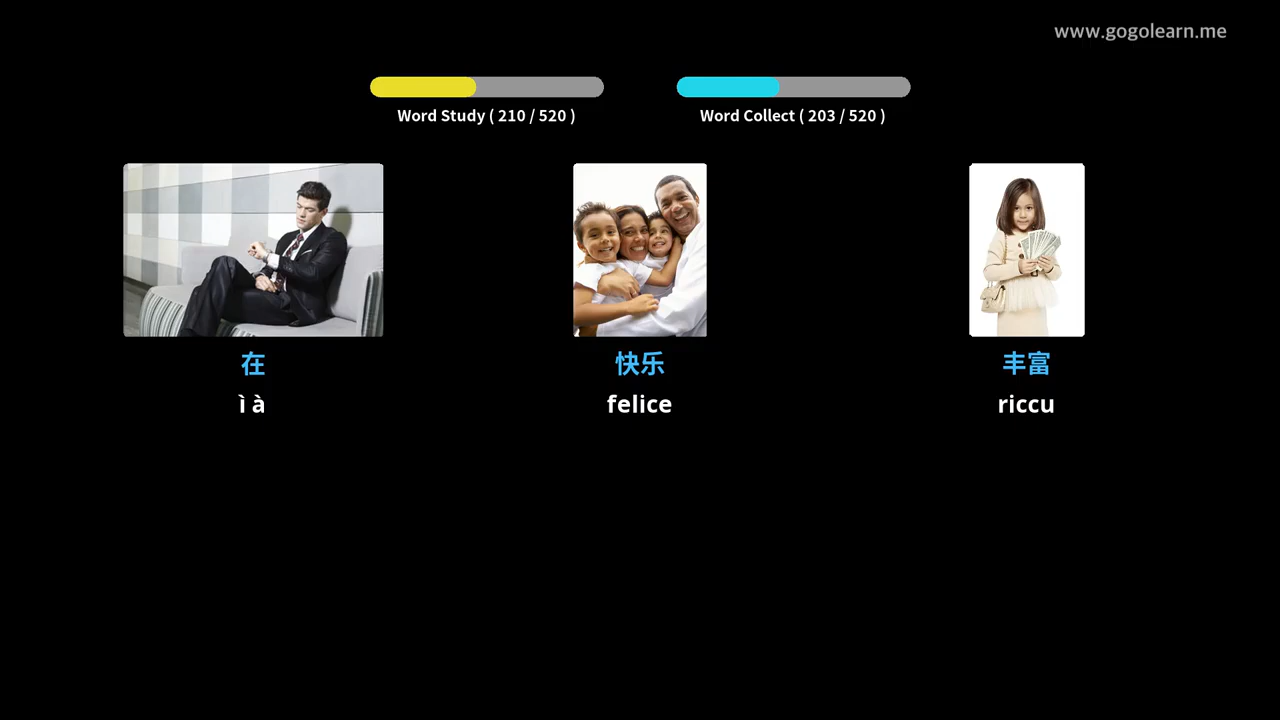 www.gogolearn.me
Word Study ( 210 / 520 )
Word Collect ( 203 / 520 )
在
快乐
丰富
ì à
felice
riccu